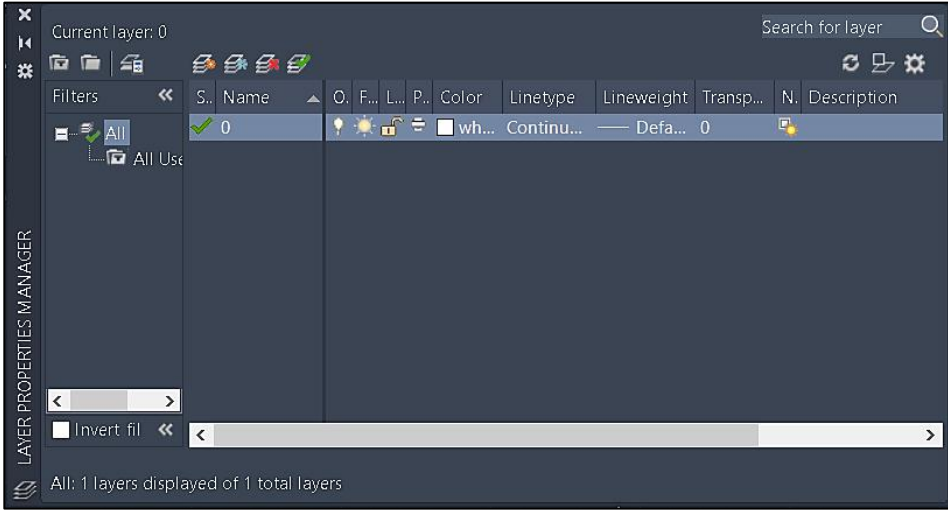 Current layer: 0
Search for layer
Filters
S.. Name O. F... L... P.. Color Linetype Lineweight Transp... N. Description
All
0 wh... Continu... Defa... 0
All Use
LAYER PROPERTIES MANAGER
Invert fil
All: 1 layers displayed of 1 total layers